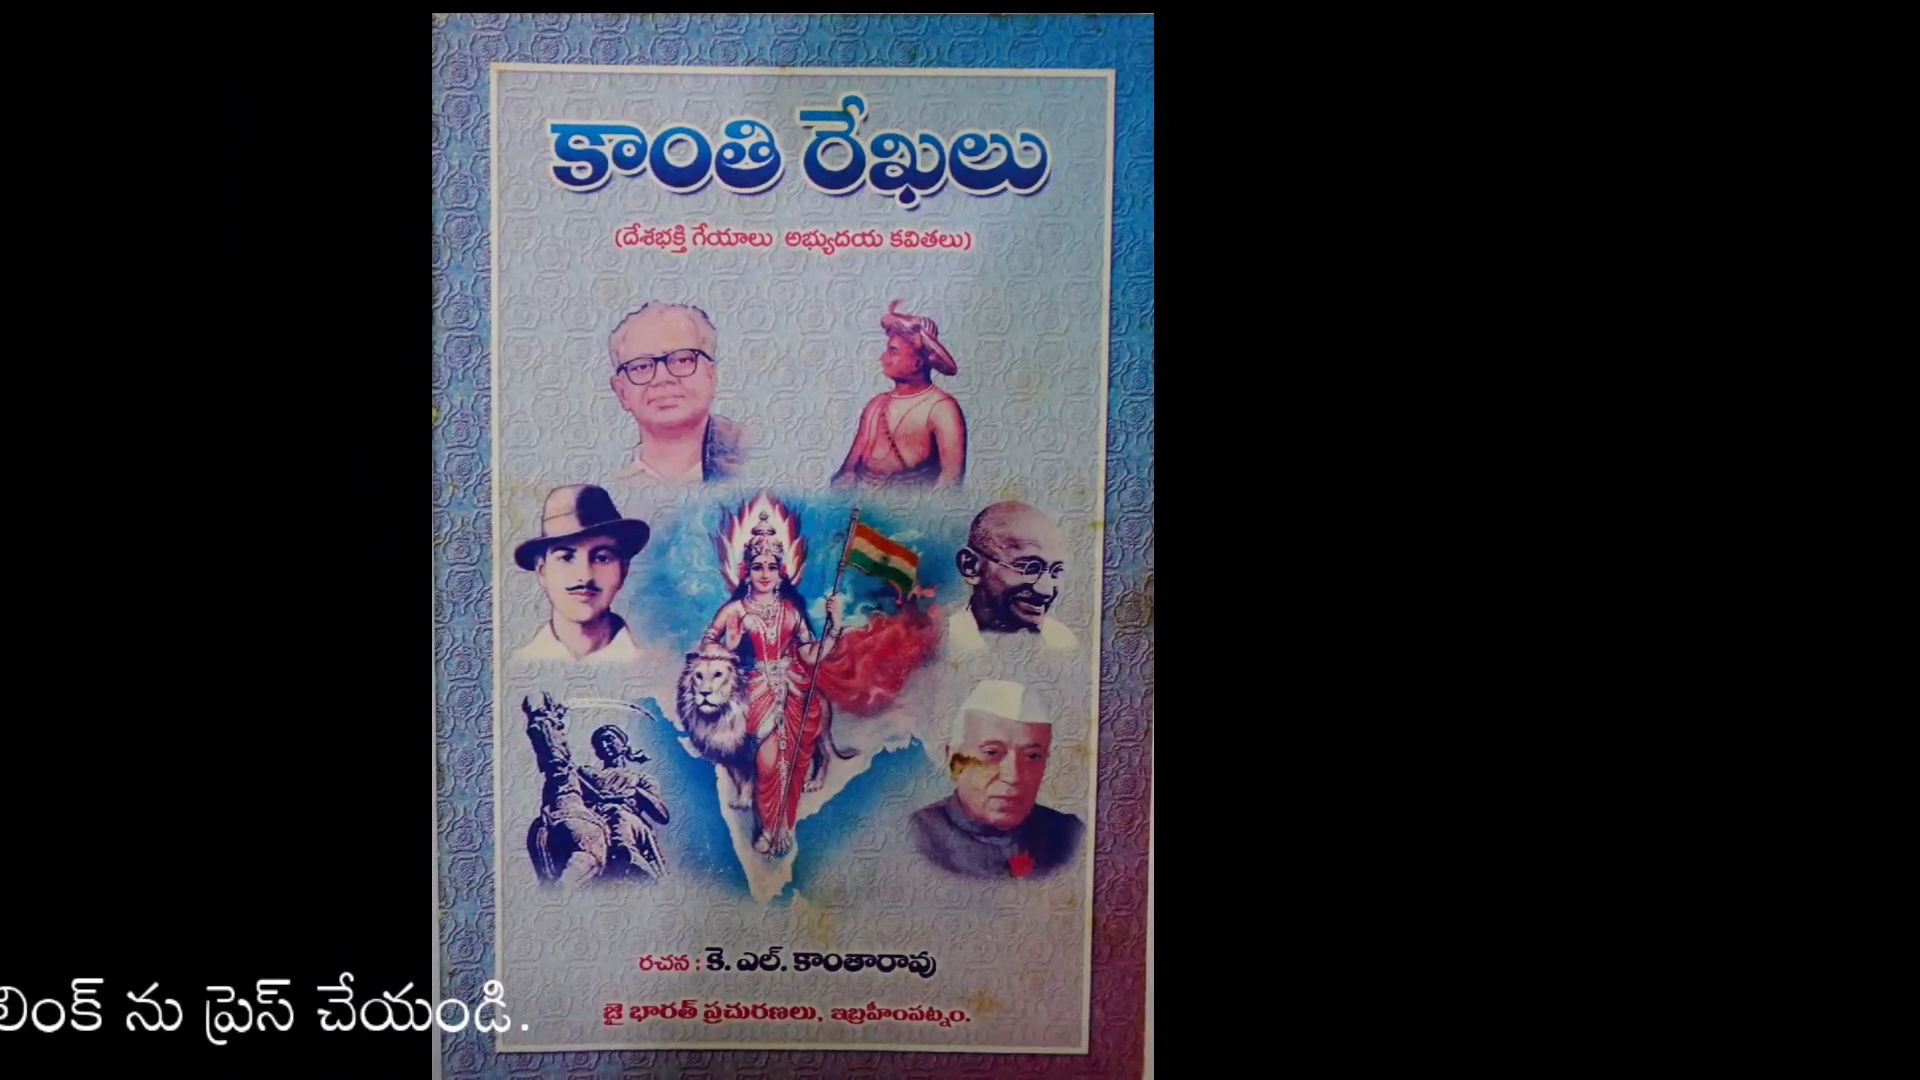 కాంతి రేఖలు
(దేశభక్తి గేయాలు అభ్యుదయ కవితలు)
రచన : కె. ఎల్. కాంతారావు
జై భారత్ ప్రచురణలు, ఇబ్రహీంపట్నం.
లింక్ ను ప్రెస్ చేయండి.